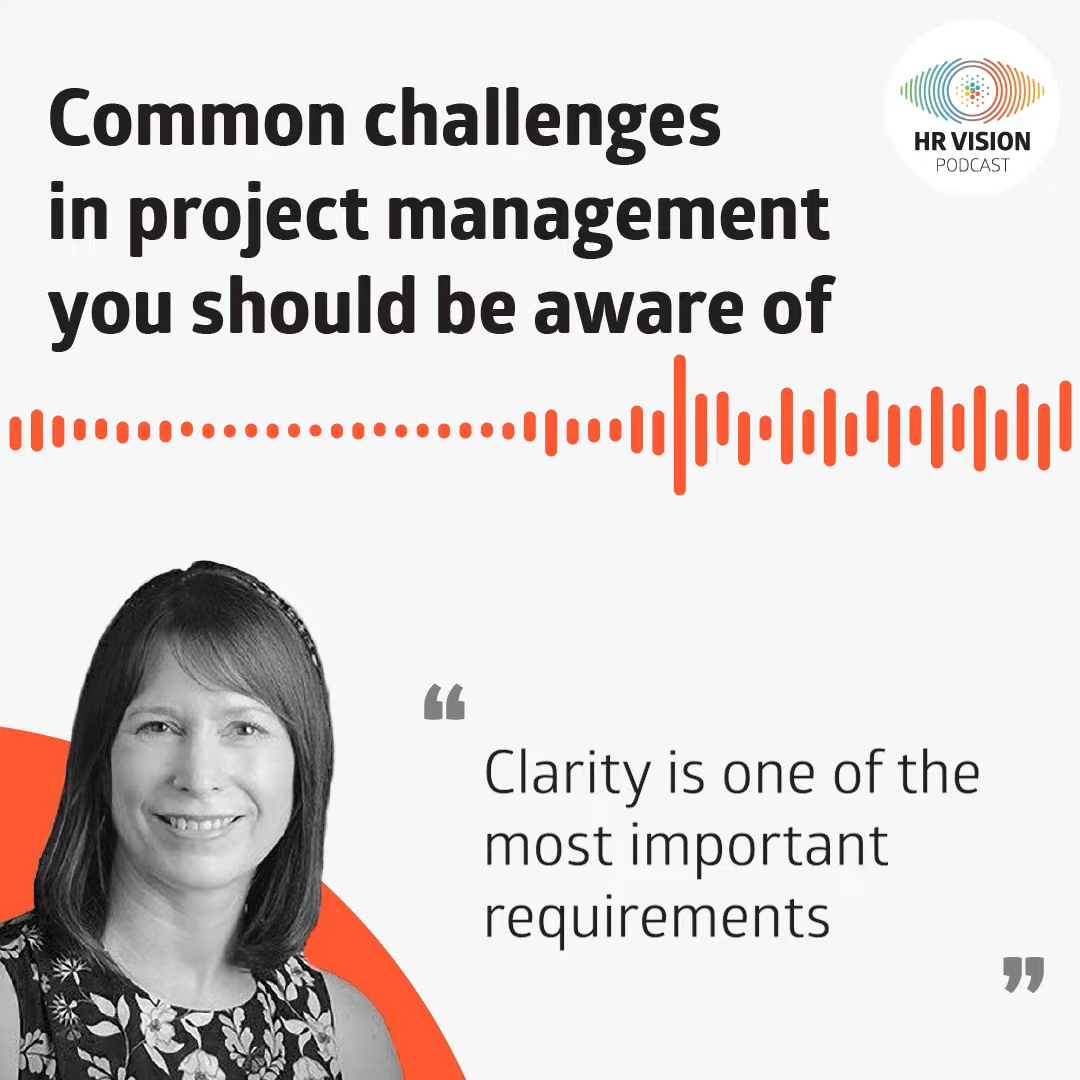 Common challenges
in project management
you should be aware of
HR VISION
PODCAST
“
Clarity is one of the
most important
requirements
”